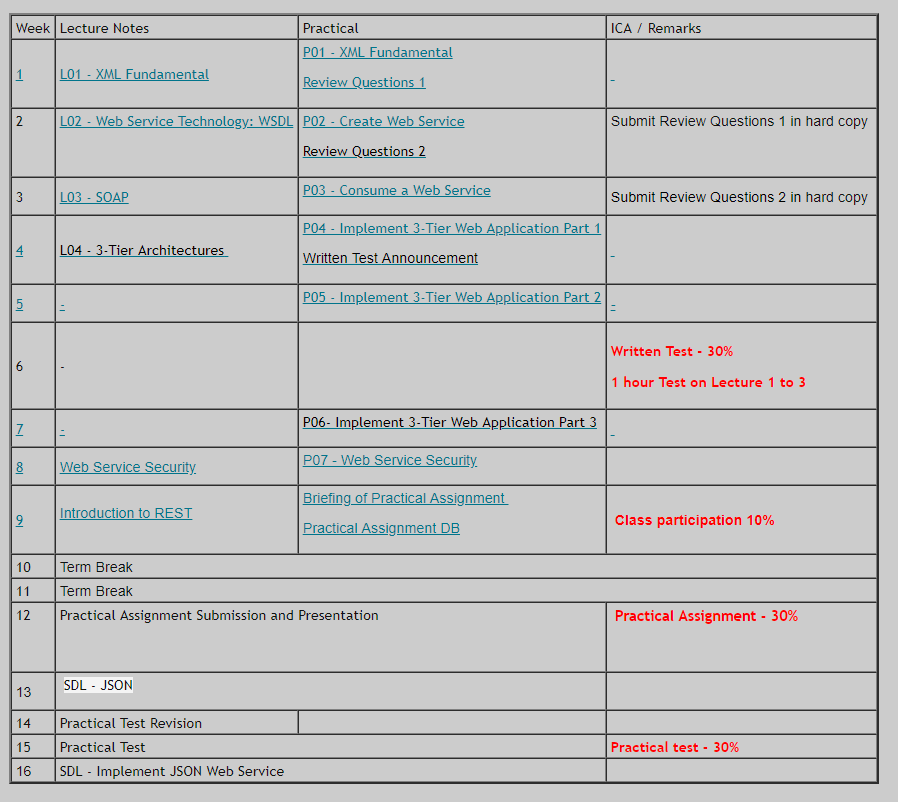 Week Lecture Notes Practical ICA / Remarks
1 L01 - XML Fundamental P01 - XML Fundamental -
Review Questions 1
2 L02 - Web Service Technology: WSDL P02 - Create Web Service Submit Review Questions 1 in hard copy
Review Questions 2
3 L03 - SOAP P03 - Consume a Web Service Submit Review Questions 2 in hard copy
4 L04 - 3-Tier Architectures P04 - Implement 3-Tier Web Application Part 1 -
Written Test Announcement
5 - P05 - Implement 3-Tier Web Application Part 2 -
6 - Written Test - 30%
1 hour Test on Lecture 1 to 3
7 - P06- Implement 3-Tier Web Application Part 3 -
8 Web Service Security P07 - Web Service Security
9 Introduction to REST Briefing of Practical Assignment Class participation 10%
Practical Assignment DB
10 Term Break
11 Term Break
12 Practical Assignment Submission and Presentation Practical Assignment - 30%
13 SDL - JSON
14 Practical Test Revision
15 Practical Test Practical test - 30%
16 SDL - Implement JSON Web Service